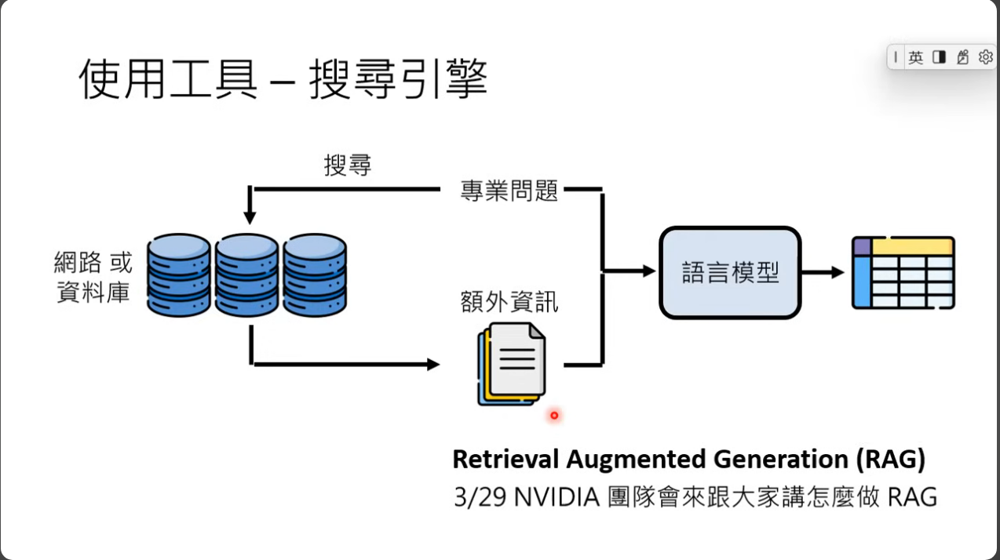 使用工具 – 搜尋引擎
英
搜尋
專業問題
網路 或
資料庫
語言模型
額外資訊
Retrieval Augmented Generation (RAG)
3/29 NVIDIA 團隊會來跟大家講怎麼做 RAG